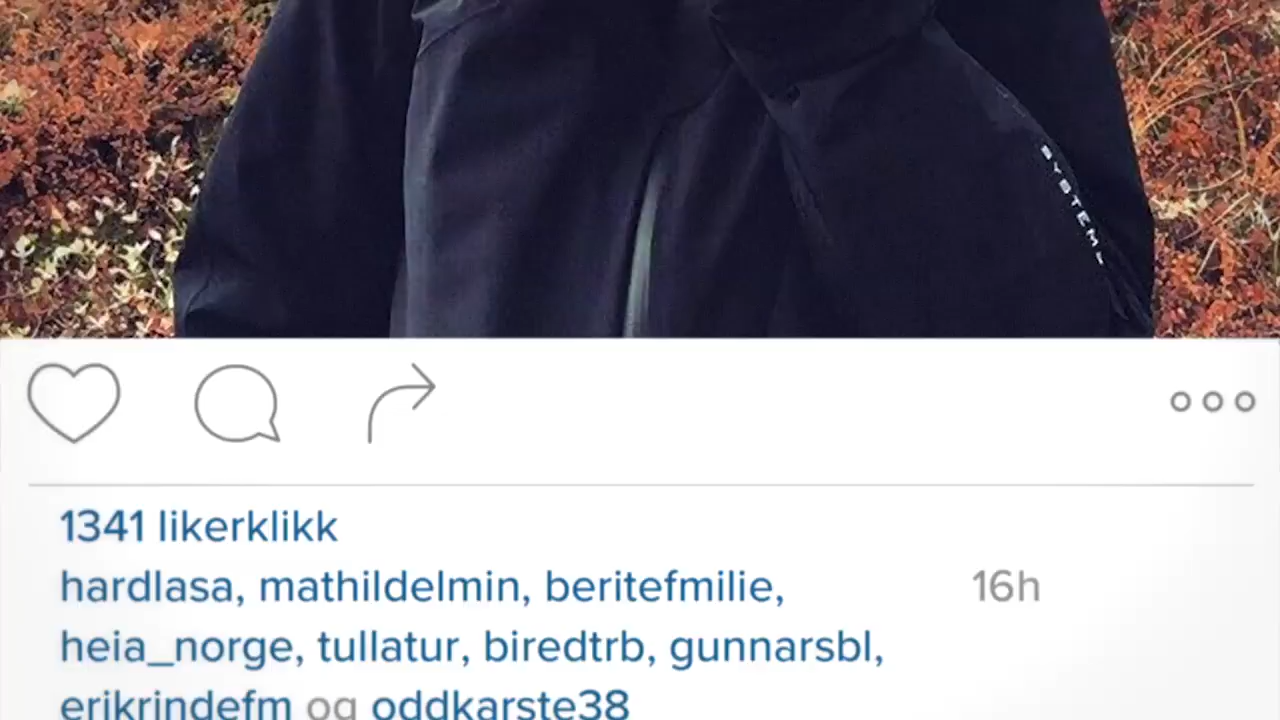 SYSTEM
1341 likerklikk
hardlasa, mathildelmin, beritefmilie,
16h
heia_norge, tullatur, biredtrb, gunnarsbl,
erikrindefm og oddkarste38